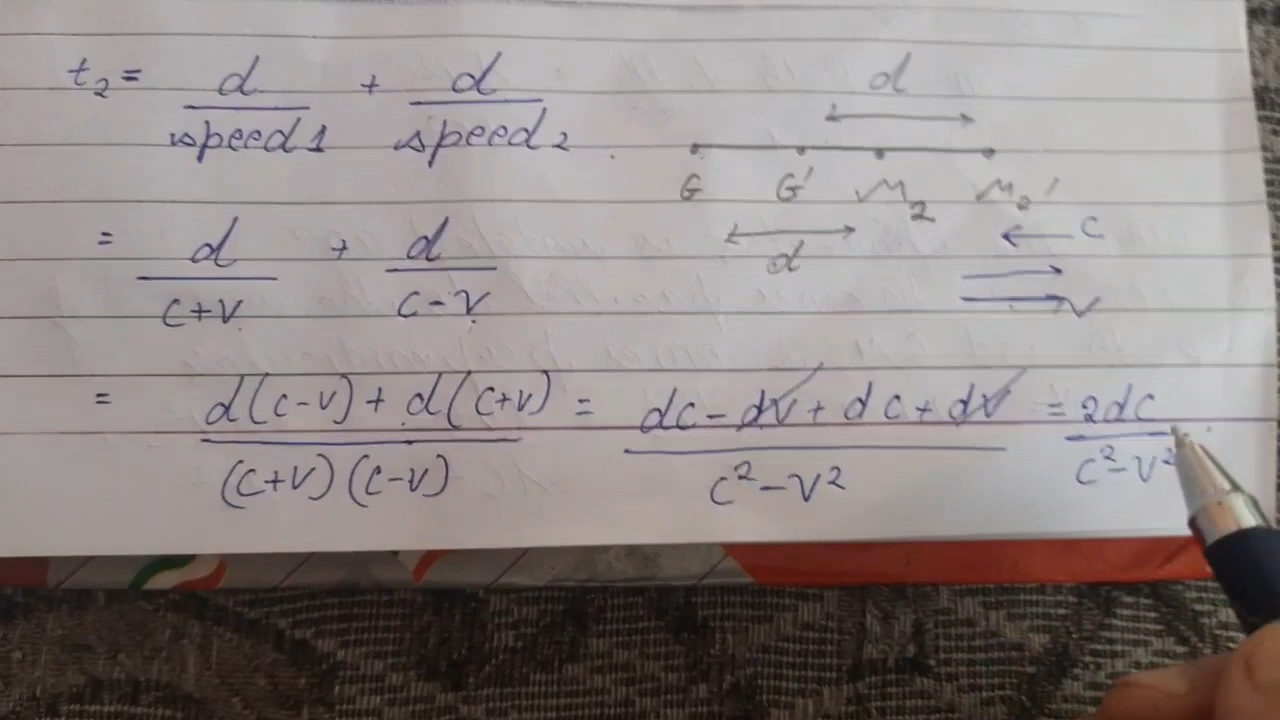 t₂ = d/speed1 + d/speed₂
d
G G' M₂ M₂'
d
c
v
= d/(c+v) + d/(c-v)
= (d(c-v) + d(c+v))/((c+v)(c-v)) = (dc - dv + dc + dv)/(c² - v²) = 2dc/(c² - v²)